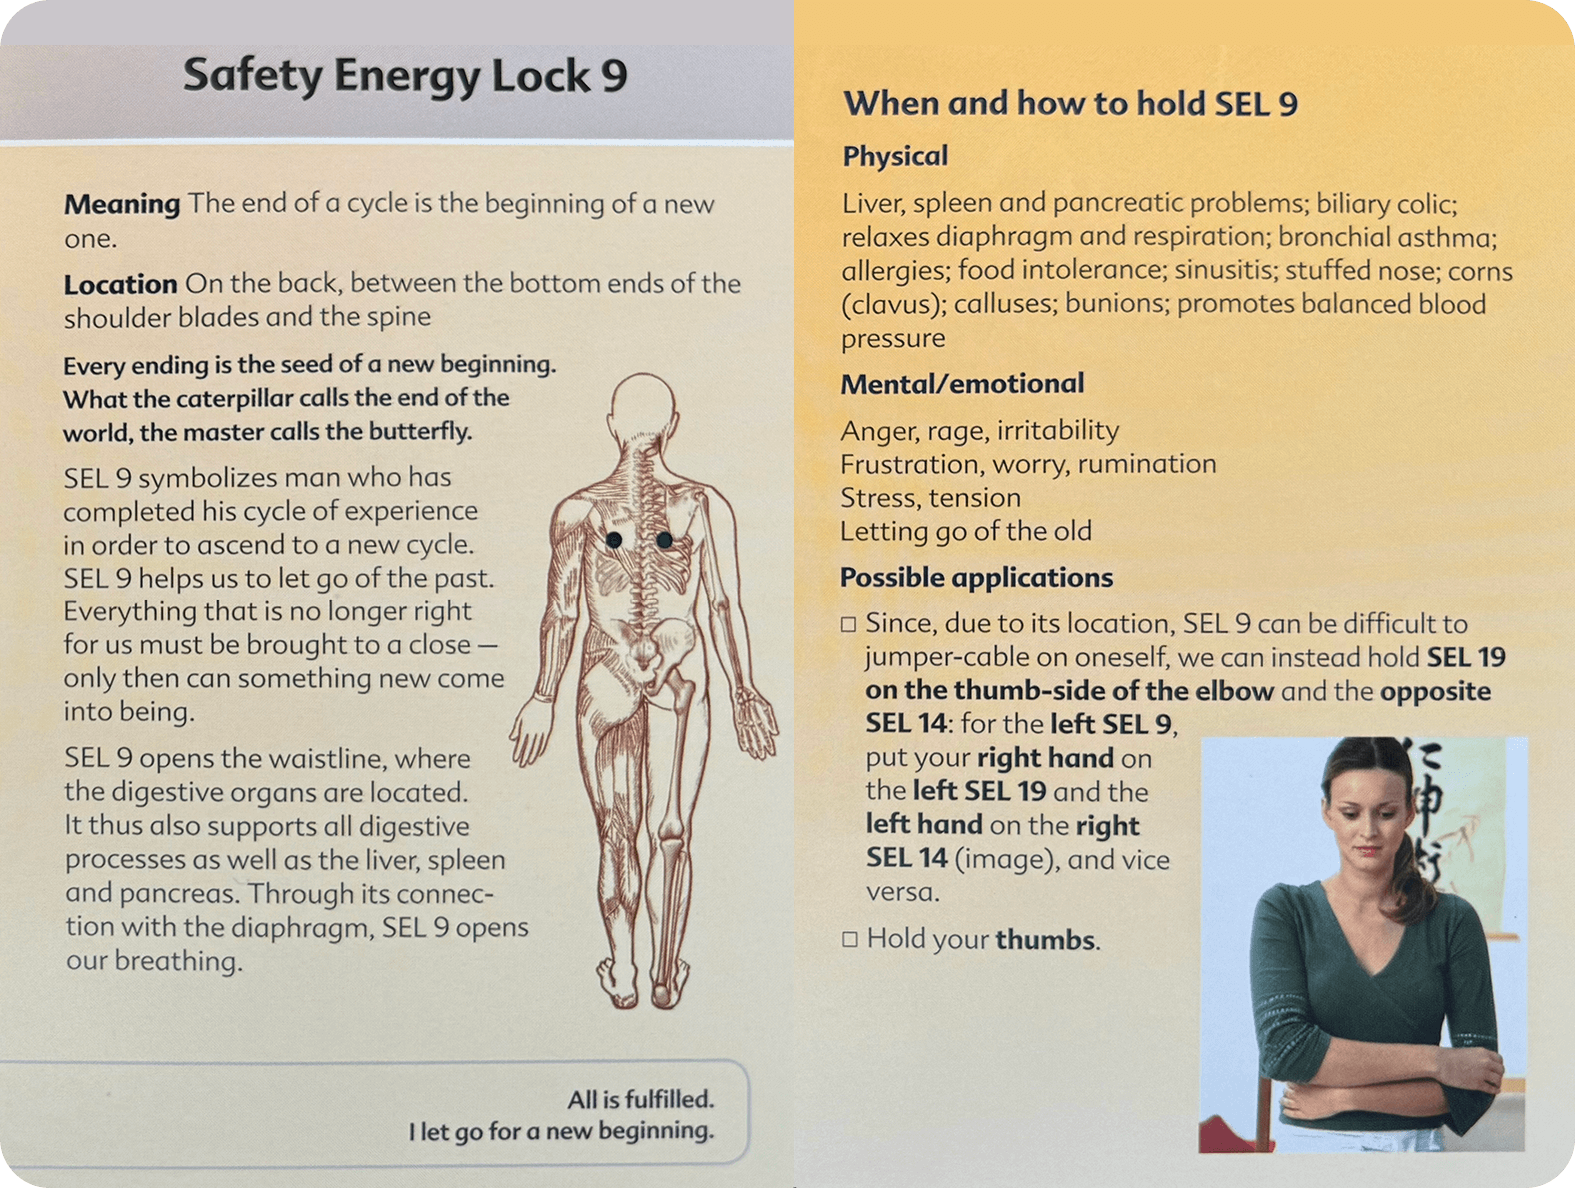 Safety Energy Lock 9
Meaning The end of a cycle is the beginning of a new
one.
Location On the back, between the bottom ends of the
shoulder blades and the spine
Every ending is the seed of a new beginning.
What the caterpillar calls the end of the
world, the master calls the butterfly.
SEL 9 symbolizes man who has
completed his cycle of experience
in order to ascend to a new cycle.
SEL 9 helps us to let go of the past.
Everything that is no longer right
for us must be brought to a close —
only then can something new come
into being.
SEL 9 opens the waistline, where
the digestive organs are located.
It thus also supports all digestive
processes as well as the liver, spleen
and pancreas. Through its connec-
tion with the diaphragm, SEL 9 opens
our breathing.
All is fulfilled.
I let go for a new beginning.
When and how to hold SEL 9
Physical
Liver, spleen and pancreatic problems; biliary colic;
relaxes diaphragm and respiration; bronchial asthma;
allergies; food intolerance; sinusitis; stuffed nose; corns
(clavus); calluses; bunions; promotes balanced blood
pressure
Mental/emotional
Anger, rage, irritability
Frustration, worry, rumination
Stress, tension
Letting go of the old
Possible applications
□ Since, due to its location, SEL 9 can be difficult to
jumper-cable on oneself, we can instead hold SEL 19
on the thumb-side of the elbow and the opposite
SEL 14: for the left SEL 9,
put your right hand on
the left SEL 19 and the
left hand on the right
SEL 14 (image), and vice
versa.
□ Hold your thumbs.